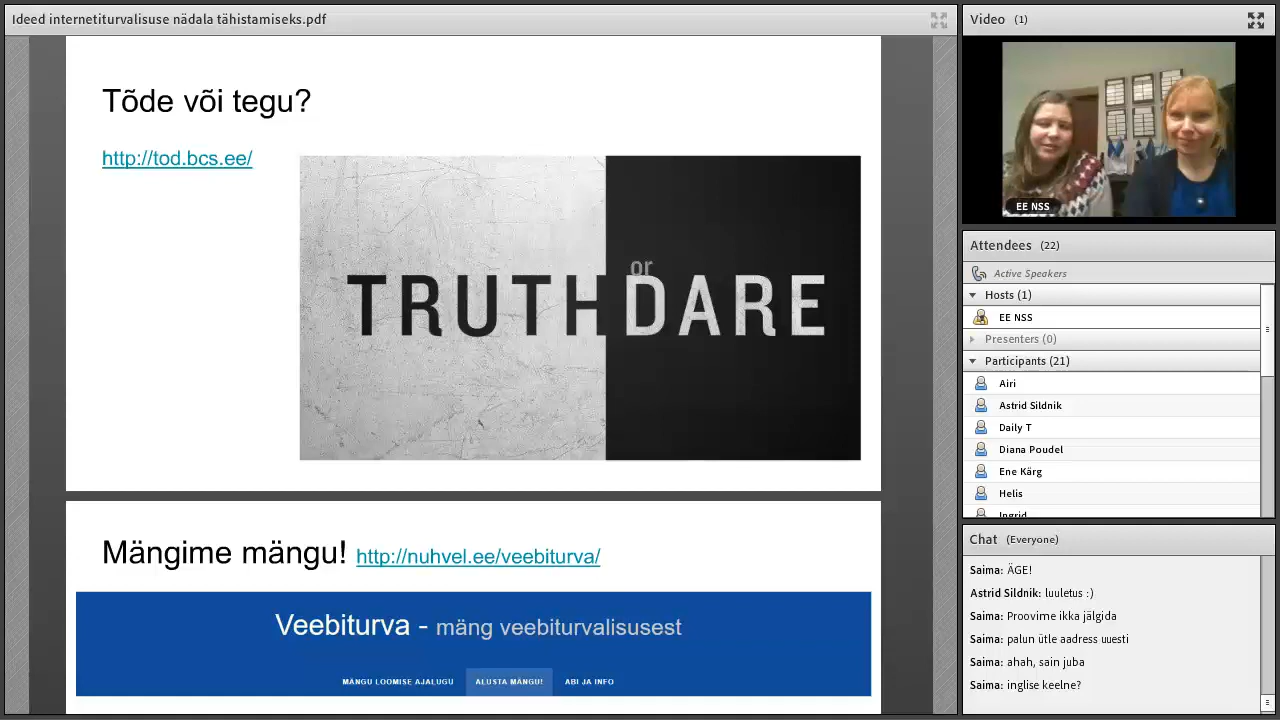 Ideed internetiturvalisuse nädala tähistamiseks.pdf
Tõde või tegu?
http://tod.bcs.ee/
TRUTH or DARE
Mängime mängu! http://nuhvel.ee/veebiturva/
Veebiturva - mäng veebiturvalisusest
MÄNGU LOOMISE AJALUGU ALUSTA MÄNGU! ABI JA INFO
Video (1)
EE NSS
Attendees (22)
Active Speakers
Hosts (1)
EE NSS
Presenters (0)
Participants (21)
Airi
Astrid Sildnik
Daily T
Diana Poudel
Ene Kärg
Helis
Ingrid
Chat (Everyone)
Saima: ÄGE!
Astrid Sildnik: luuletus :)
Saima: Proovime ikka jälgida
Saima: palun ütle aadress uuesti
Saima: ahah, sain juba
Saima: inglise keelne?